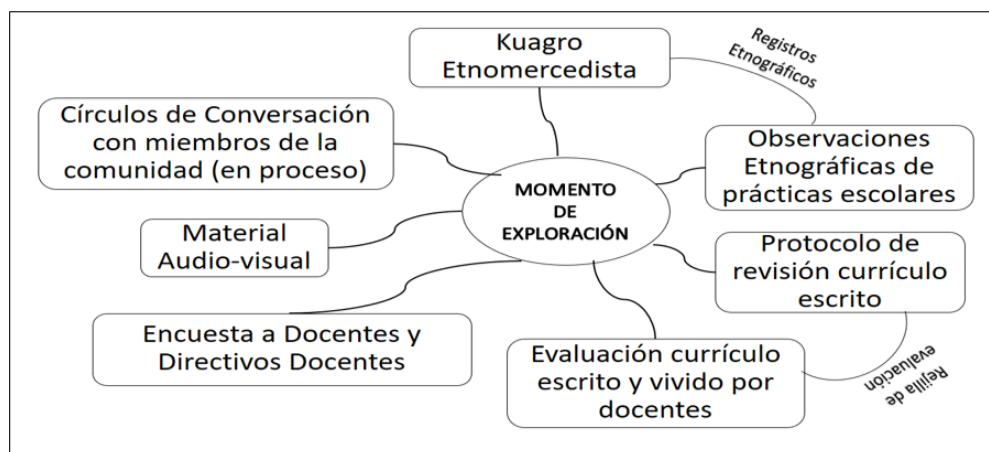 Kuagro
Etnomercedista
Registros
Etnográficos
Círculos de Conversación
con miembros de la
comunidad (en proceso)
Observaciones
Etnográficas de
prácticas escolares
MOMENTO
DE
EXPLORACIÓN
Material
Audio-visual
Protocolo de
revisión currículo
escrito
Encuesta a Docentes y
Directivos Docentes
Evaluación currículo
escrito y vivido por
docentes
Rejilla de
evaluación